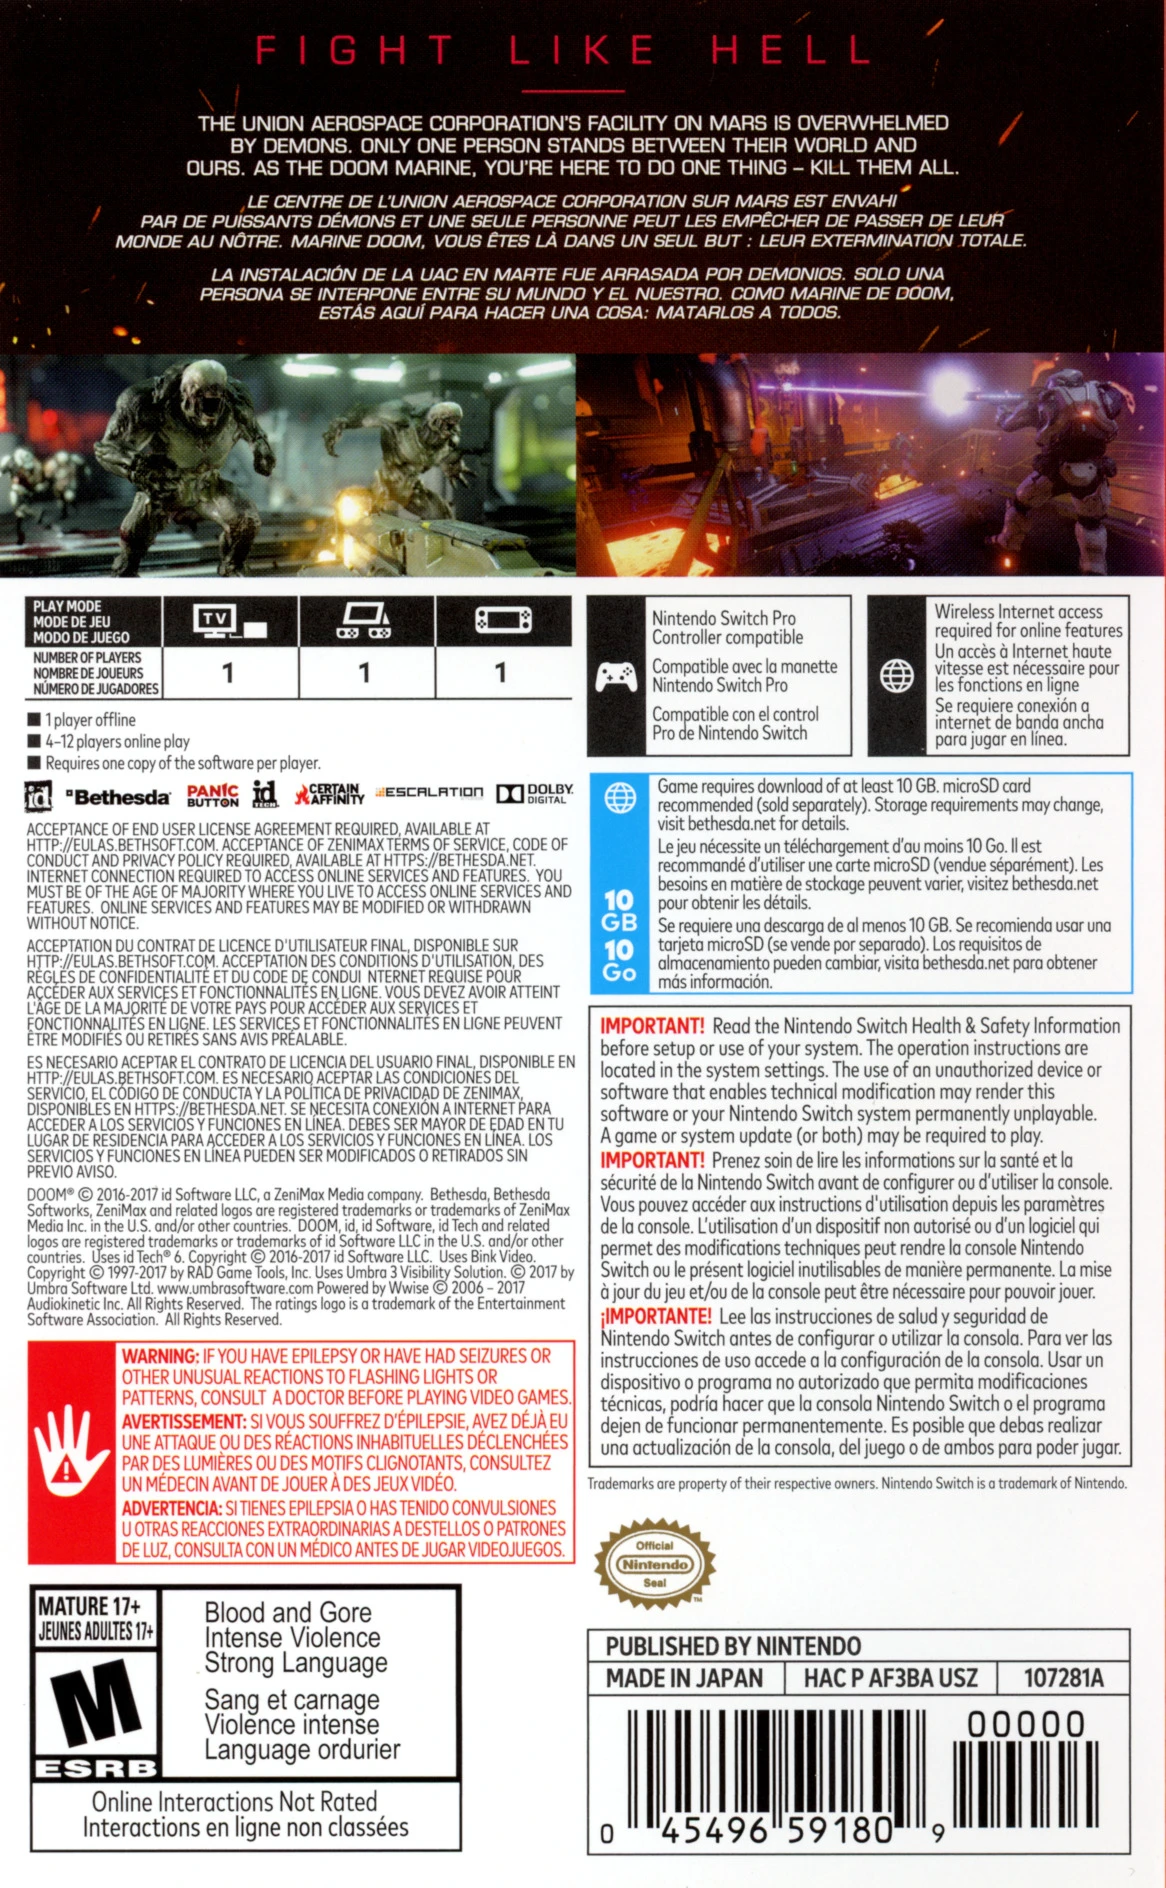 FIGHT LIKE HELL
THE UNION AEROSPACE CORPORATION'S FACILITY ON MARS IS OVERWHELMED
BY DEMONS. ONLY ONE PERSON STANDS BETWEEN THEIR WORLD AND
OURS. AS THE DOOM MARINE, YOU'RE HERE TO DO ONE THING – KILL THEM ALL.
LE CENTRE DE L'UNION AEROSPACE CORPORATION SUR MARS EST ENVAHI
PAR DE PUISSANTS DÉMONS ET UNE SEULE PERSONNE PEUT LES EMPÊCHER DE PASSER DE LEUR
MONDE AU NÔTRE. MARINE DOOM, VOUS ÊTES LÀ DANS UN SEUL BUT : LEUR EXTERMINATION TOTALE.
LA INSTALACIÓN DE LA UAC EN MARTE FUE ARRASADA POR DEMONIOS. SOLO UNA
PERSONA SE INTERPONE ENTRE SU MUNDO Y EL NUESTRO. COMO MARINE DE DOOM,
ESTÁS AQUÍ PARA HACER UNA COSA: MATARLOS A TODOS.
PLAY MODE
MODE DE JEU
MODO DE JUEGO
TV
NUMBER OF PLAYERS
NOMBRE DE JOUEURS
NÚMERO DE JUGADORES
1 1 1
■ 1 player offline
■ 4-12 players online play
■ Requires one copy of the software per player.
id Bethesda PANIC BUTTON id TECH CERTAIN AFFINITY ESCALATION DOLBY DIGITAL
ACCEPTANCE OF END USER LICENSE AGREEMENT REQUIRED, AVAILABLE AT
HTTP://EULAS.BETHSOFT.COM. ACCEPTANCE OF ZENIMAX TERMS OF SERVICE, CODE OF
CONDUCT AND PRIVACY POLICY REQUIRED, AVAILABLE AT HTTPS://BETHESDA.NET.
INTERNET CONNECTION REQUIRED TO ACCESS ONLINE SERVICES AND FEATURES. YOU
MUST BE OF THE AGE OF MAJORITY WHERE YOU LIVE TO ACCESS ONLINE SERVICES AND
FEATURES. ONLINE SERVICES AND FEATURES MAY BE MODIFIED OR WITHDRAWN
WITHOUT NOTICE.
ACCEPTATION DU CONTRAT DE LICENCE D'UTILISATEUR FINAL, DISPONIBLE SUR
HTTP://EULAS.BETHSOFT.COM. ACCEPTATION DES CONDITIONS D'UTILISATION, DES
RÈGLES DE CONFIDENTIALITÉ ET DU CODE DE CONDUI NTERNET REQUISE POUR
ACCÉDER AUX SERVICES ET FONCTIONNALITÉS EN LIGNE. VOUS DEVEZ AVOIR ATTEINT
L'ÂGE DE LA MAJORITÉ DE VOTRE PAYS POUR ACCÉDER AUX SERVICES ET
FONCTIONNALITÉS EN LIGNE. LES SERVICES ET FONCTIONNALITÉS EN LIGNE PEUVENT
ÊTRE MODIFIÉS OU RETIRÉS SANS AVIS PRÉALABLE.
ES NECESARIO ACEPTAR EL CONTRATO DE LICENCIA DEL USUARIO FINAL, DISPONIBLE EN
HTTP://EULAS.BETHSOFT.COM. ES NECESARIO ACEPTAR LAS CONDICIONES DEL
SERVICIO, EL CÓDIGO DE CONDUCTA Y LA POLÍTICA DE PRIVACIDAD DE ZENIMAX,
DISPONIBLES EN HTTPS://BETHESDA.NET. SE NECESITA CONEXIÓN A INTERNET PARA
ACCEDER A LOS SERVICIOS Y FUNCIONES EN LÍNEA. DEBES SER MAYOR DE EDAD EN TU
LUGAR DE RESIDENCIA PARA ACCEDER A LOS SERVICIOS Y FUNCIONES EN LÍNEA. LOS
SERVICIOS Y FUNCIONES EN LÍNEA PUEDEN SER MODIFICADOS O RETIRADOS SIN
PREVIO AVISO.
DOOM® © 2016-2017 id Software LLC, a ZeniMax Media company. Bethesda, Bethesda
Softworks, ZeniMax and related logos are registered trademarks or trademarks of ZeniMax
Media Inc. in the U.S. and/or other countries. DOOM, id, id Software, id Tech and related
logos are registered trademarks or trademarks of id Software LLC in the U.S. and/or other
countries. Uses id Tech® 6. Copyright © 2016-2017 id Software LLC. Uses Bink Video.
Copyright © 1997-2017 by RAD Game Tools, Inc. Uses Umbra 3 Visibility Solution. © 2017 by
Umbra Software Ltd. www.umbrasoftware.com Powered by Wwise © 2006 - 2017
Audiokinetic Inc. All Rights Reserved. The ratings logo is a trademark of the Entertainment
Software Association. All Rights Reserved.
WARNING: IF YOU HAVE EPILEPSY OR HAVE HAD SEIZURES OR
OTHER UNUSUAL REACTIONS TO FLASHING LIGHTS OR
PATTERNS, CONSULT A DOCTOR BEFORE PLAYING VIDEO GAMES.
AVERTISSEMENT: SI VOUS SOUFFREZ D'ÉPILEPSIE, AVEZ DÉJÀ EU
UNE ATTAQUE OU DES RÉACTIONS INHABITUELLES DÉCLENCHÉES
PAR DES LUMIÈRES OU DES MOTIFS CLIGNOTANTS, CONSULTEZ
UN MÉDECIN AVANT DE JOUER À DES JEUX VIDÉO.
ADVERTENCIA: SI TIENES EPILEPSIA O HAS TENIDO CONVULSIONES
U OTRAS REACCIONES EXTRAORDINARIAS A DESTELLOS O PATRONES
DE LUZ, CONSULTA CON UN MÉDICO ANTES DE JUGAR VIDEOJUEGOS.
MATURE 17+
JEUNES ADULTES 17+
M
ESRB
Blood and Gore
Intense Violence
Strong Language
Sang et carnage
Violence intense
Language ordurier
Online Interactions Not Rated
Interactions en ligne non classées
Nintendo Switch Pro
Controller compatible
Compatible avec la manette
Nintendo Switch Pro
Compatible con el control
Pro de Nintendo Switch
Wireless Internet access
required for online features
Un accès à Internet haute
vitesse est nécessaire pour
les fonctions en ligne
Se requiere conexión a
internet de banda ancha
para jugar en línea.
10
GB
10
Go
Game requires download of at least 10 GB. microSD card
recommended (sold separately). Storage requirements may change,
visit bethesda.net for details.
Le jeu nécessite un téléchargement d'au moins 10 Go. Il est
recommandé d'utiliser une carte microSD (vendue séparément). Les
besoins en matière de stockage peuvent varier, visitez bethesda.net
pour obtenir les détails.
Se requiere una descarga de al menos 10 GB. Se recomienda usar una
tarjeta microSD (se vende por separado). Los requisitos de
almacenamiento pueden cambiar, visita bethesda.net para obtener
más información.
IMPORTANT! Read the Nintendo Switch Health & Safety Information
before setup or use of your system. The operation instructions are
located in the system settings. The use of an unauthorized device or
software that enables technical modification may render this
software or your Nintendo Switch system permanently unplayable.
A game or system update (or both) may be required to play.
IMPORTANT! Prenez soin de lire les informations sur la santé et la
sécurité de la Nintendo Switch avant de configurer ou d'utiliser la console.
Vous pouvez accéder aux instructions d'utilisation depuis les paramètres
de la console. L'utilisation d'un dispositif non autorisé ou d'un logiciel qui
permet des modifications techniques peut rendre la console Nintendo
Switch ou le présent logiciel inutilisables de manière permanente. La mise
à jour du jeu et/ou de la console peut être nécessaire pour pouvoir jouer.
¡IMPORTANTE! Lee las instrucciones de salud y seguridad de
Nintendo Switch antes de configurar o utilizar la consola. Para ver las
instrucciones de uso accede a la configuración de la consola. Usar un
dispositivo o programa no autorizado que permita modificaciones
técnicas, podría hacer que la consola Nintendo Switch o el programa
dejen de funcionar permanentemente. Es posible que debas realizar
una actualización de la consola, del juego o de ambos para poder jugar.
Trademarks are property of their respective owners. Nintendo Switch is a trademark of Nintendo.
Official
Nintendo
Seal
TM
PUBLISHED BY NINTENDO
MADE IN JAPAN HAC P AF3BA USZ 107281A
00000
0 45496 59180 9